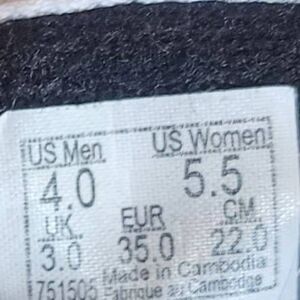 US Men US Women
4.0 5.5
UK EUR CM
3.0 35.0 22.0
751505 Made in Cambodia
Fabriqué au Cambodge